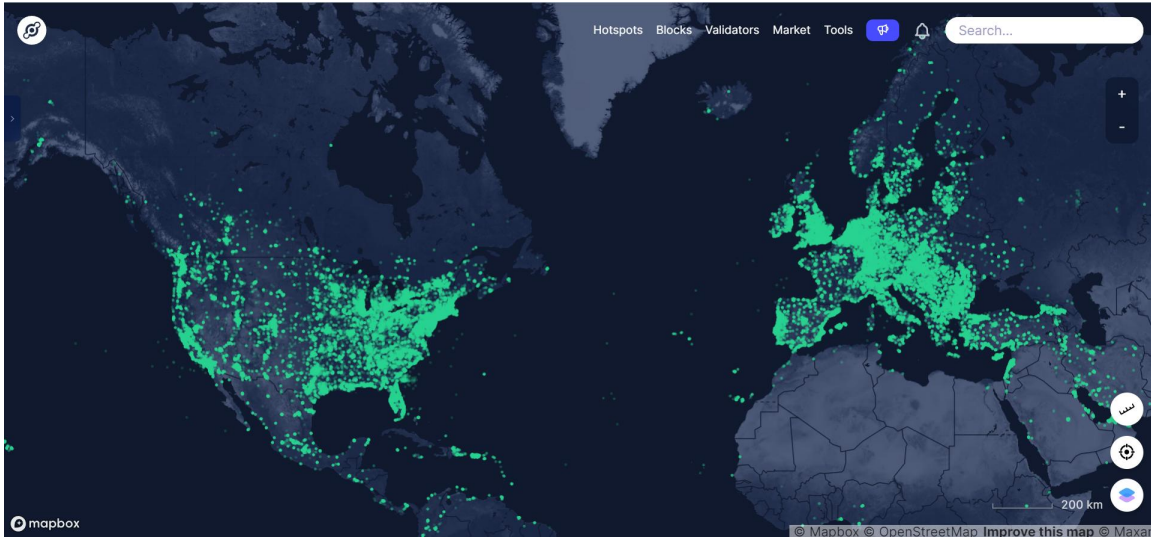 Hotspots Blocks Validators Market Tools Search...
+
-
200 km
mapbox
© Mapbox © OpenStreetMap Improve this map © Maxar